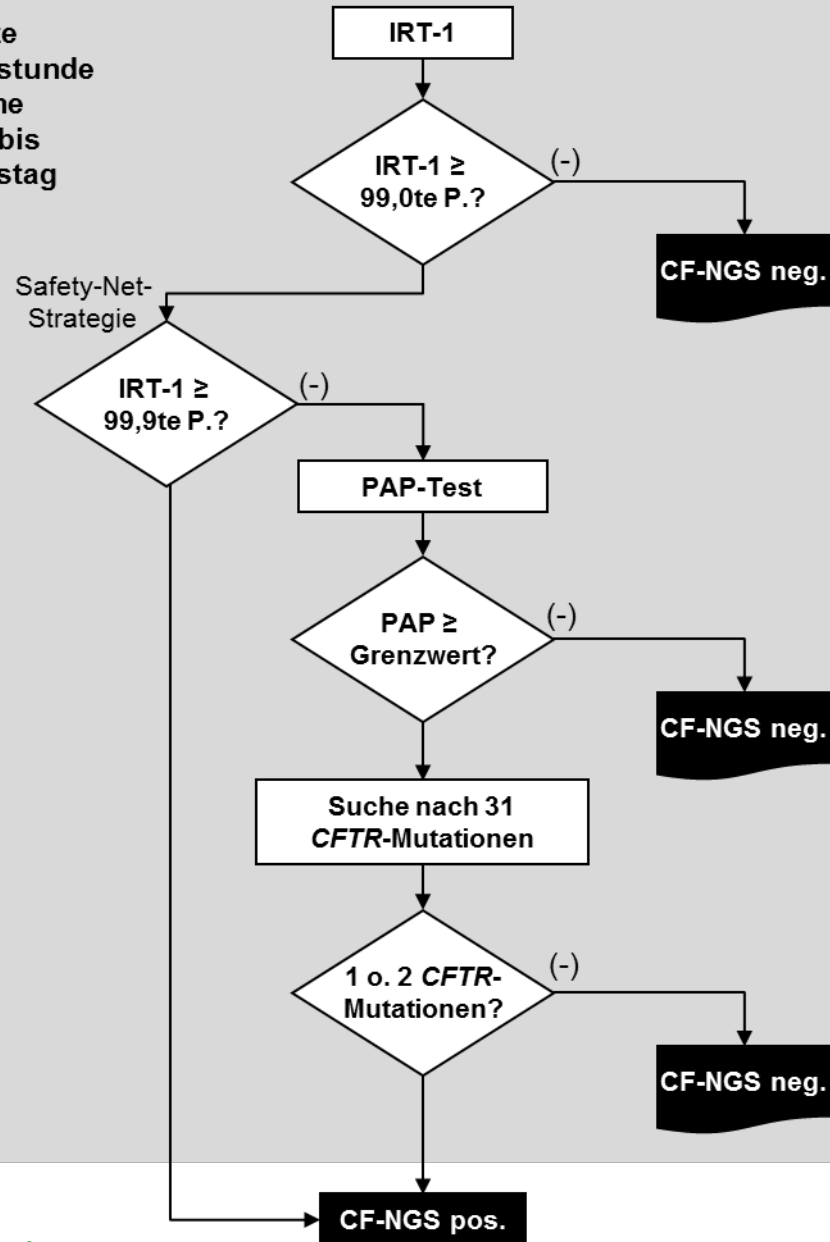 stunde
bis
IRT-1
IRT-1 ≥
99,0te P.?
(-)
CF-NGS neg.
Safety-Net-
Strategie
IRT-1 ≥
99,9te P.?
(-)
PAP-Test
PAP ≥
Grenzwert?
(-)
CF-NGS neg.
Suche nach 31
CFTR-Mutationen
1 o. 2 CFTR-
Mutationen?
(-)
CF-NGS neg.
CF-NGS pos.